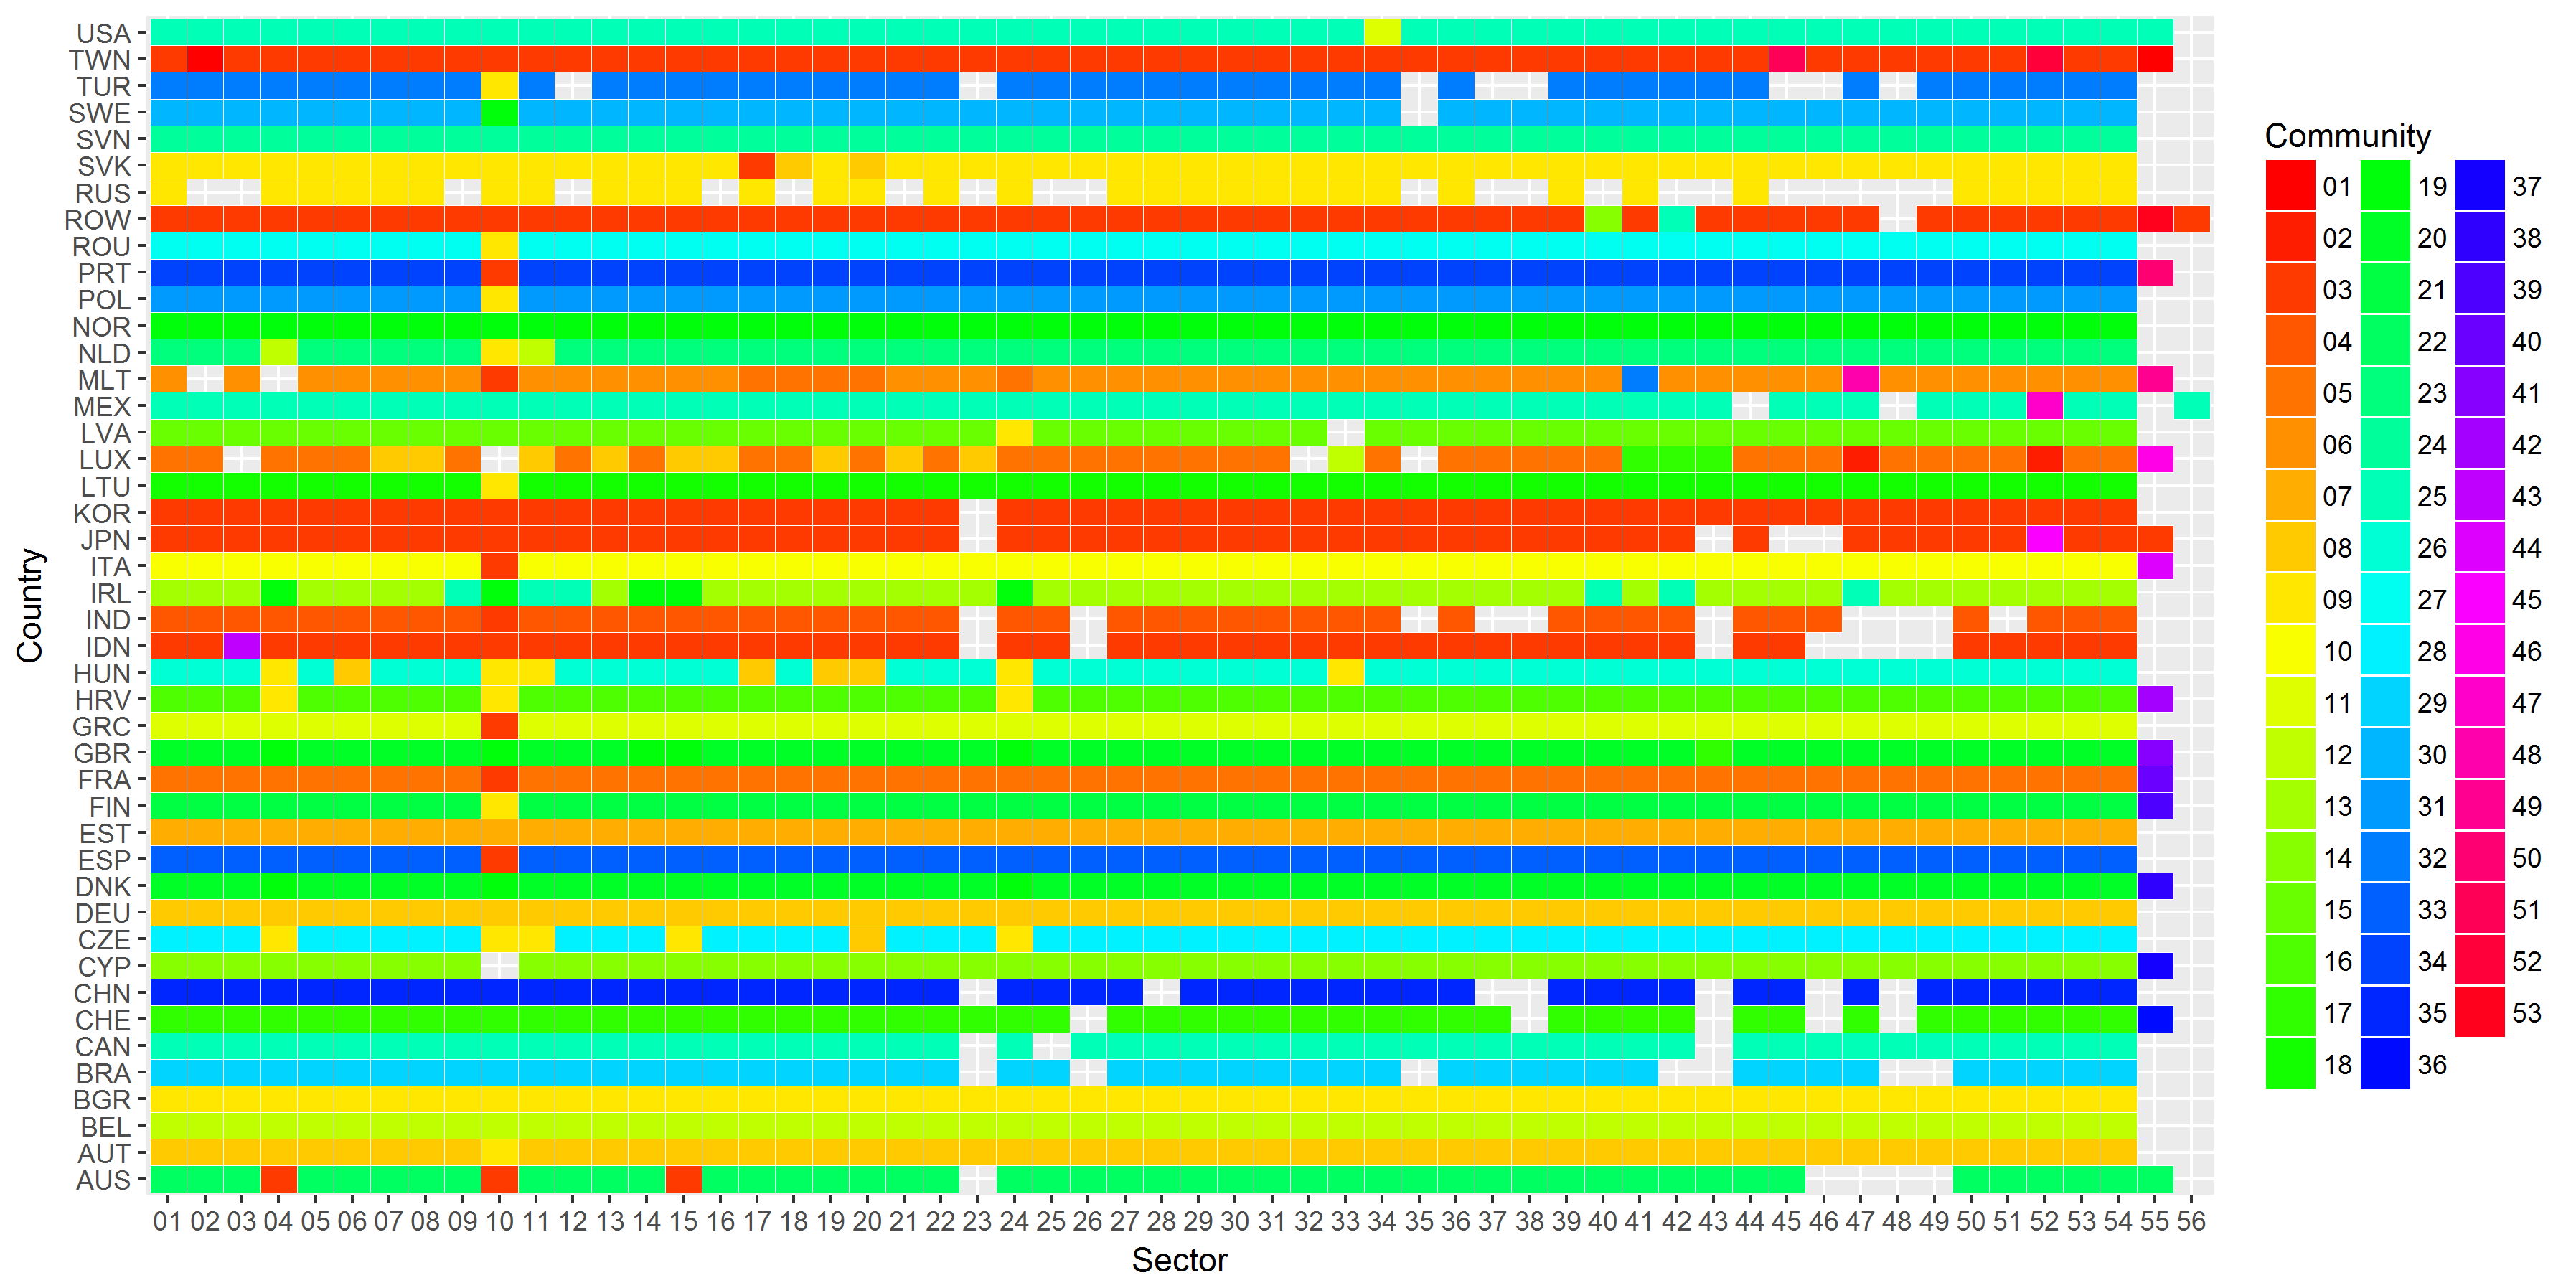 USA
TWN
TUR
SWE
SVN
SVK
RUS
ROW
ROU
PRT
POL
NOR
NLD
MLT
MEX
LVA
LUX
LTU
KOR
JPN
ITA
IRL
IND
IDN
HUN
HRV
GRC
GBR
FRA
FIN
EST
ESP
DNK
DEU
CZE
CYP
CHN
CHE
CAN
BRA
BGR
BEL
AUT
AUS
Country
01 02 03 04 05 06 07 08 09 10 11 12 13 14 15 16 17 18 19 20 21 22 23 24 25 26 27 28 29 30 31 32 33 34 35 36 37 38 39 40 41 42 43 44 45 46 47 48 49 50 51 52 53 54 55 56
Sector
Community
01 19 37
02 20 38
03 21 39
04 22 40
05 23 41
06 24 42
07 25 43
08 26 44
09 27 45
10 28 46
11 29 47
12 30 48
13 31 49
14 32 50
15 33 51
16 34 52
17 35 53
18 36